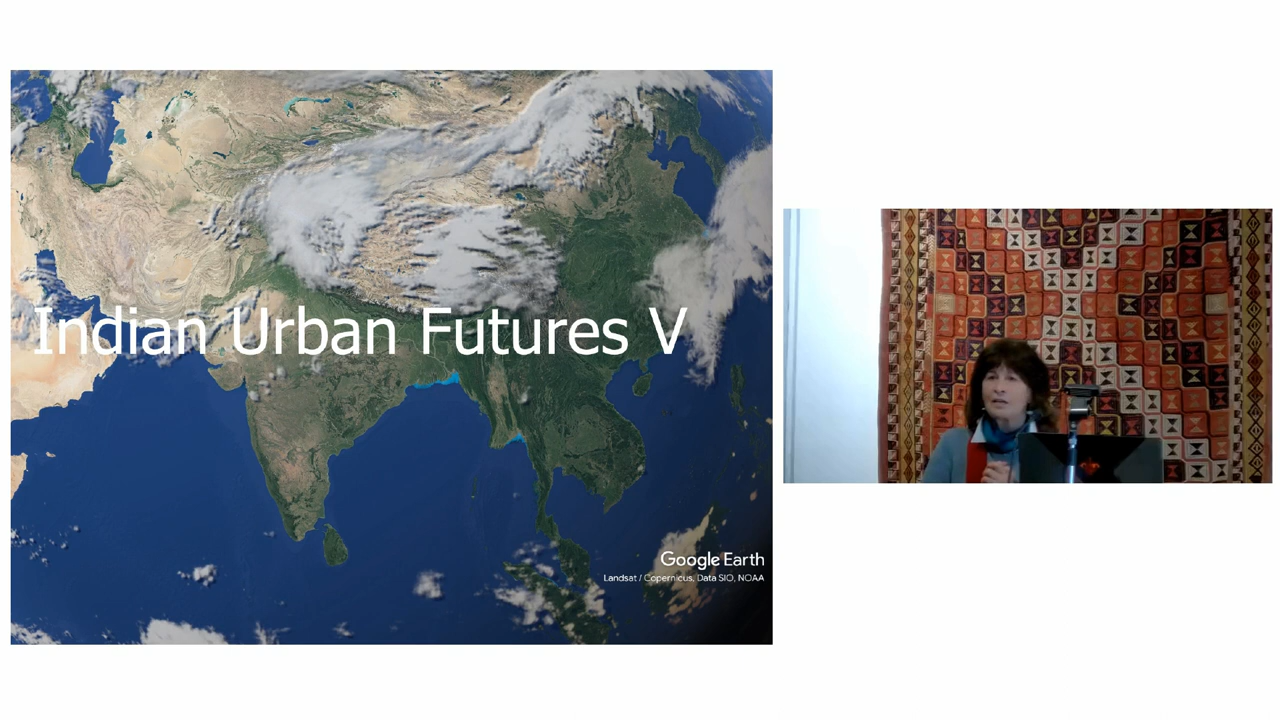 Indian Urban Futures V
Google Earth
Landsat / Copernicus, Data SIO, NOAA